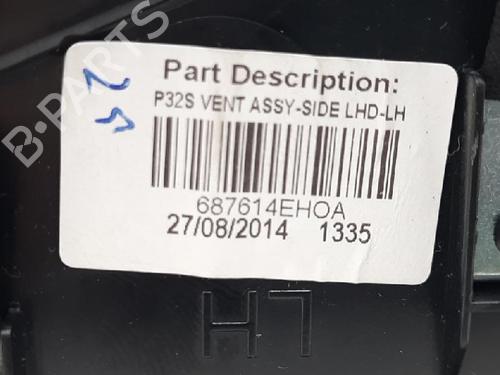 Part Description:
P32S VENT ASSY-SIDE LHD-LH
687614EHOA
27/08/2014 1335
LH
B-PARTS